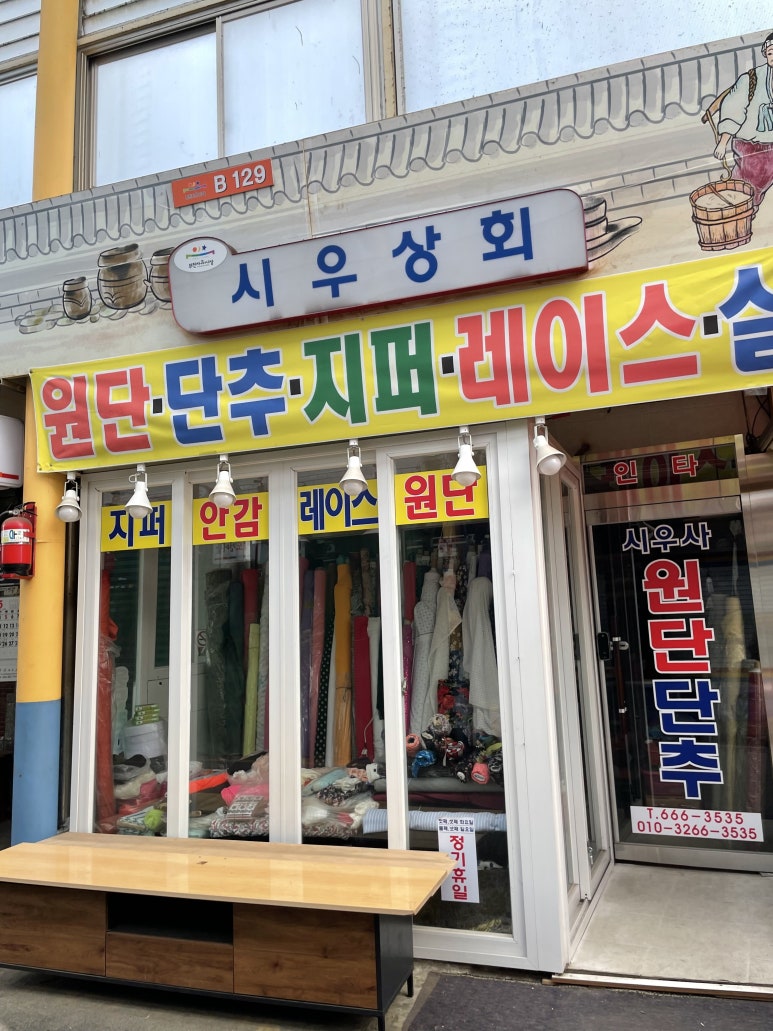 B 129
시우상회
원단·단추·지퍼·레이스·실
지퍼
안감
레이스
원단
인타
시우사
원단단추
T.666-3535
010-3266-3535
정기휴일